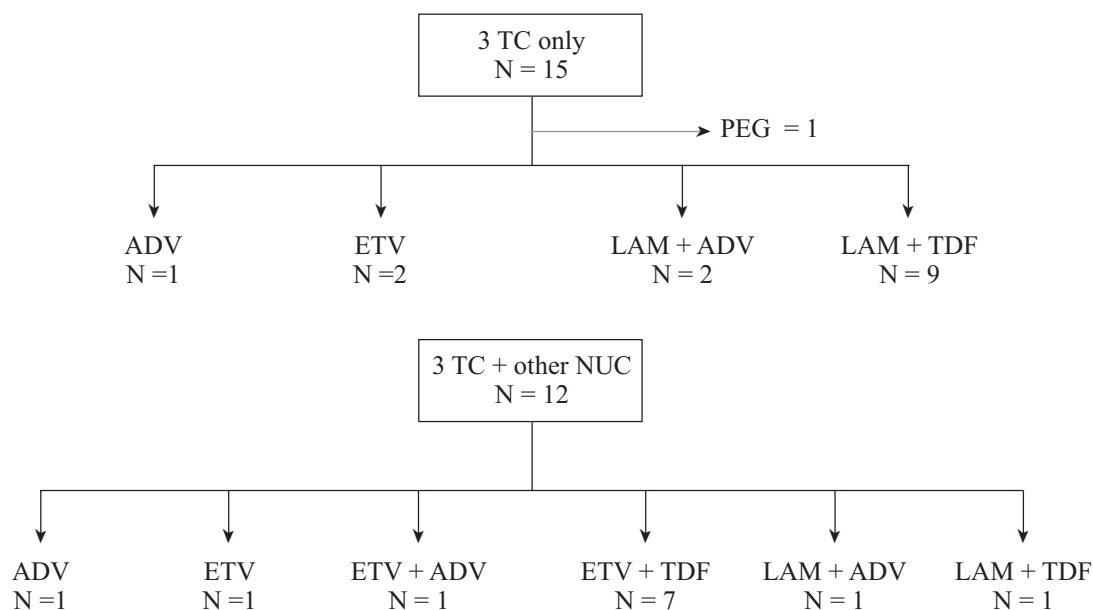 3 TC only
N = 15
PEG = 1
ADV ETV LAM + ADV LAM + TDF
N =1 N =2 N = 2 N = 9
3 TC + other NUC
N = 12
ADV ETV ETV + ADV ETV + TDF LAM + ADV LAM + TDF
N =1 N =1 N = 1 N = 7 N = 1 N = 1